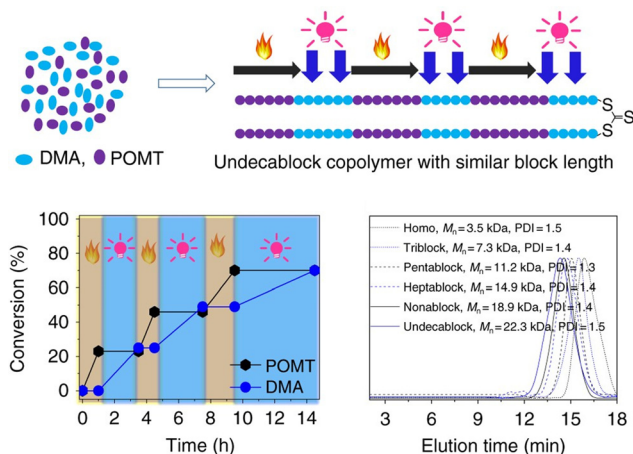 S
S
S
DMA, POMT
Undecablock copolymer with similar block length
100
80
60
40
20
0
Conversion (%)
POMT
DMA
0 2 4 6 8 10 12 14
Time (h)
Homo, Mn = 3.5 kDa, PDI = 1.5
Triblock, Mn = 7.3 kDa, PDI = 1.4
Pentablock, Mn = 11.2 kDa, PDI = 1.3
Heptablock, Mn = 14.9 kDa, PDI = 1.4
Nonablock, Mn = 18.9 kDa, PDI = 1.4
Undecablock, Mn = 22.3 kDa, PDI = 1.5
3 6 9 12 15 18
Elution time (min)